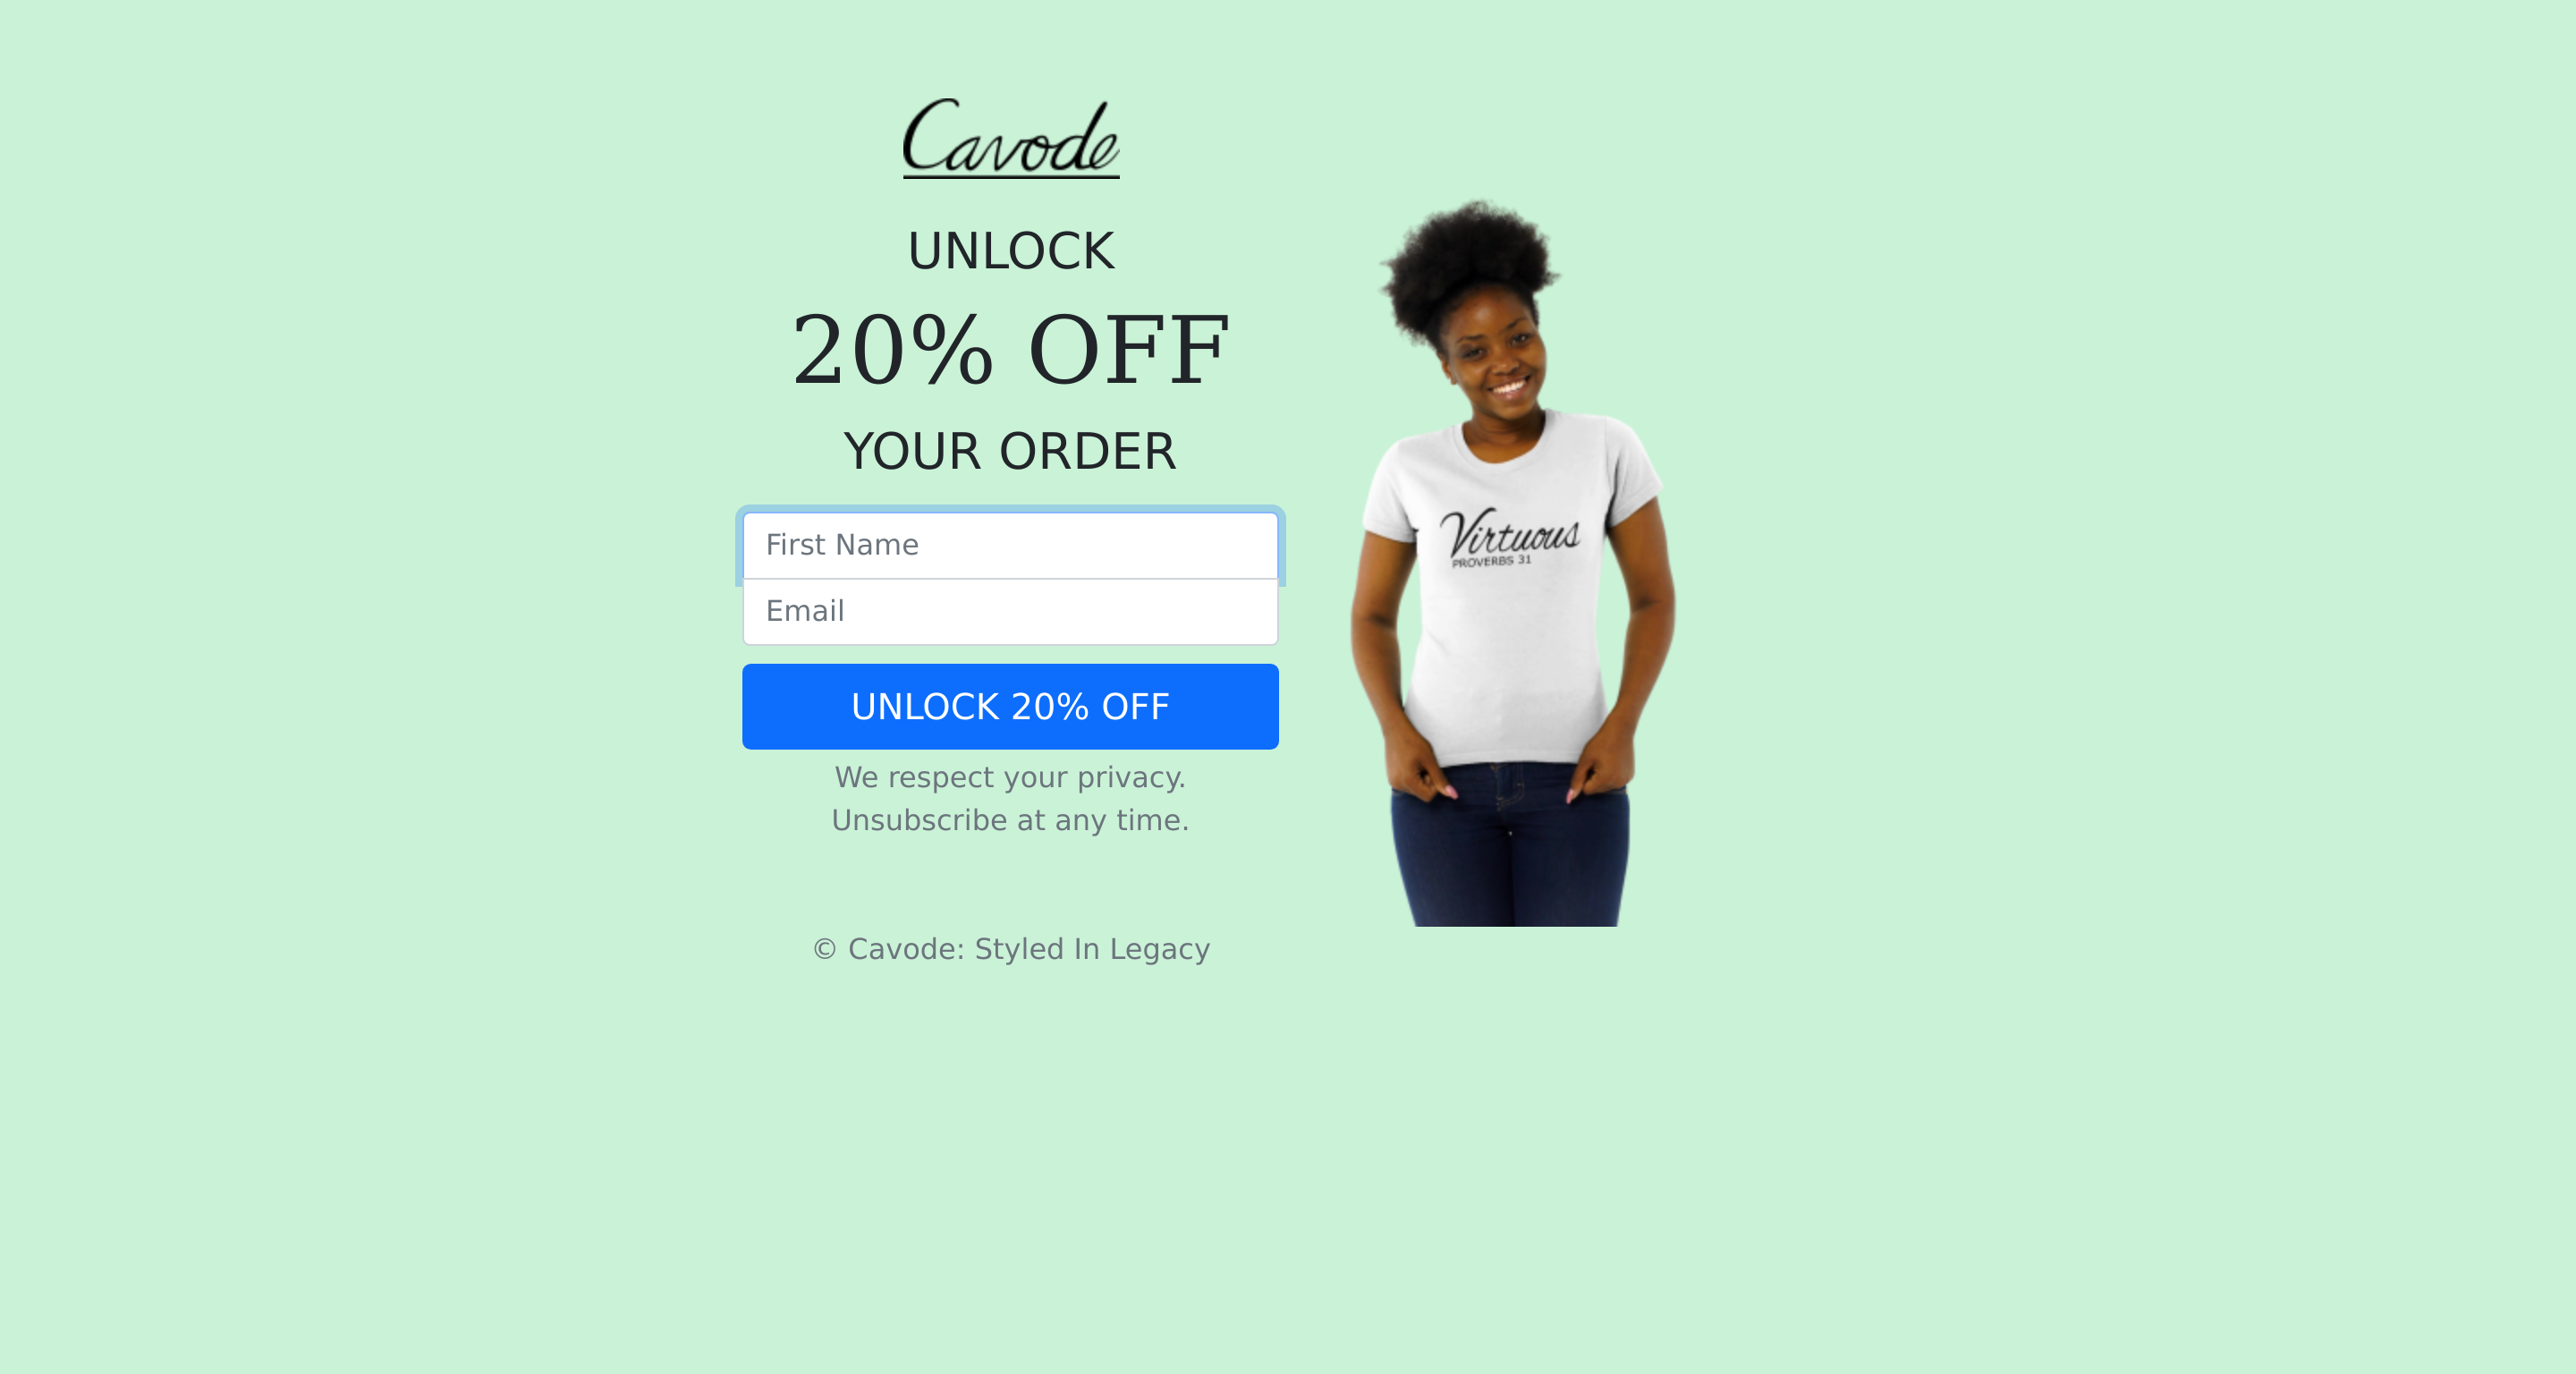 Cavode
UNLOCK
20% OFF
YOUR ORDER
First Name
Email
UNLOCK 20% OFF
We respect your privacy.
Unsubscribe at any time.
© Cavode: Styled In Legacy
Virtuous
PROVERBS 31